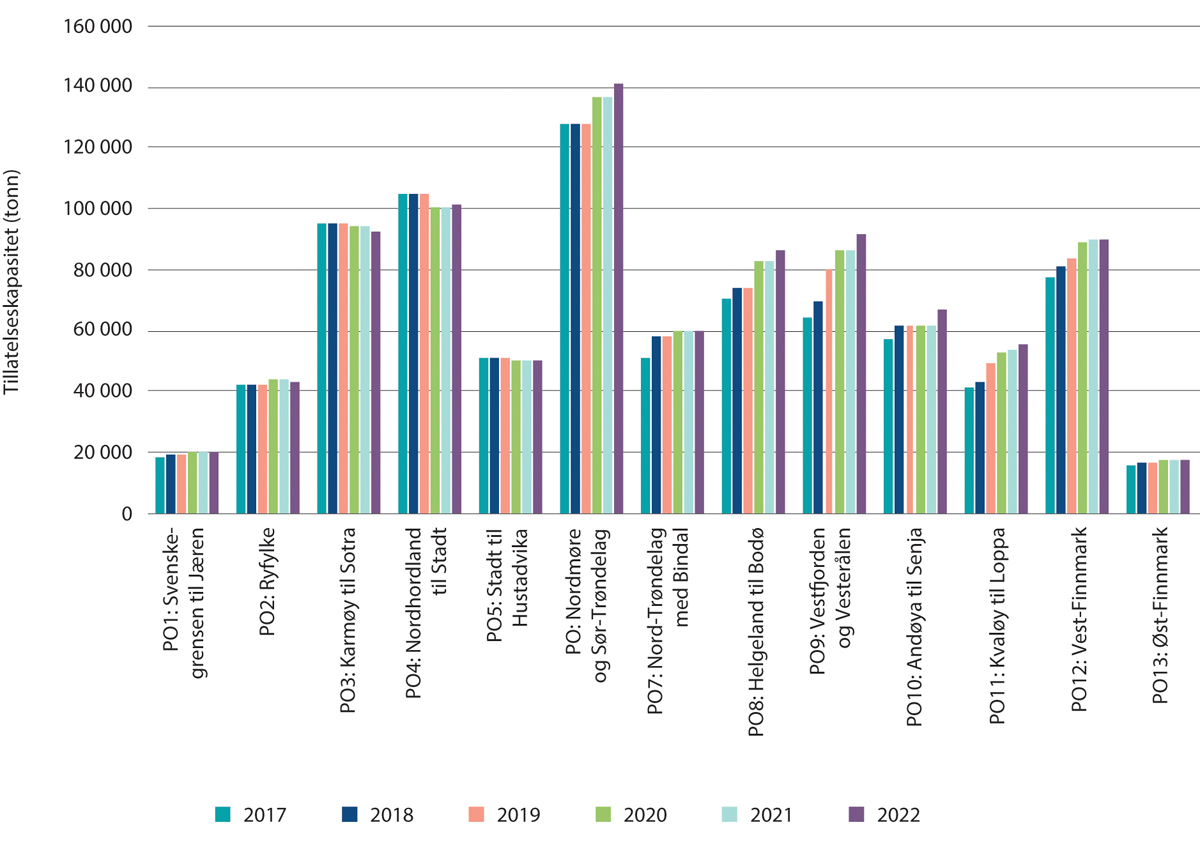 Tillatelseskapasitet (tonn)
160 000
140 000
120 000
100 000
80 000
60 000
40 000
20 000
0
PO1: Svenske-
grensen til Jæren
PO2: Ryfylke
PO3: Karmøy til Sotra
PO4: Nordhordland
til Stadt
PO5: Stadt til
Hustadvika
PO: Nordmøre
og Sør-Trøndelag
PO7: Nord-Trøndelag
med Bindal
PO8: Helgeland til Bodø
PO9: Vestfjorden
og Vesterålen
PO10: Andøya til Senja
PO11: Kvaløy til Loppa
PO12: Vest-Finnmark
PO13: Øst-Finnmark
2017
2018
2019
2020
2021
2022